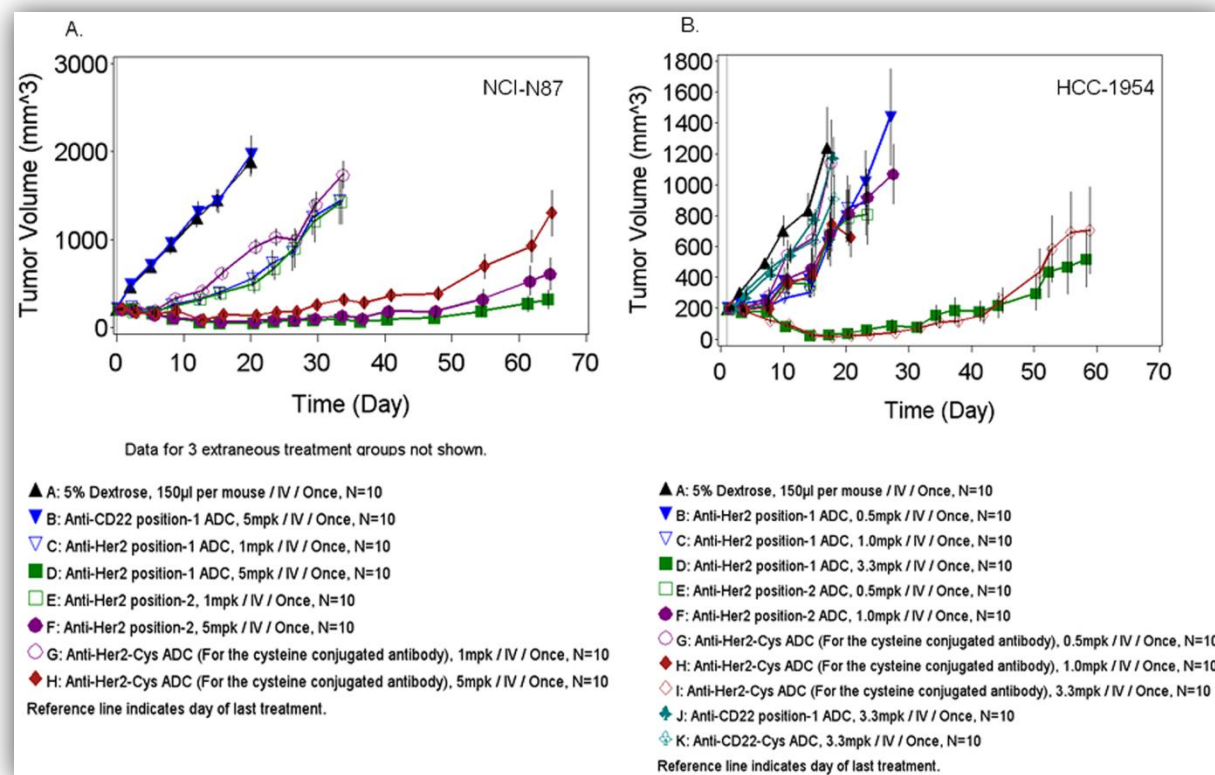 A.
3000
2000
1000
0
Tumor Volume (mm^3)
NCI-N87
0 10 20 30 40 50 60 70
Time (Day)
Data for 3 extraneous treatment groups not shown.
A: 5% Dextrose, 150µl per mouse / IV / Once, N=10
B: Anti-CD22 position-1 ADC, 5mpk / IV / Once, N=10
C: Anti-Her2 position-1 ADC, 1mpk / IV / Once, N=10
D: Anti-Her2 position-1 ADC, 5mpk / IV / Once, N=10
E: Anti-Her2 position-2, 1mpk / IV / Once, N=10
F: Anti-Her2 position-2, 5mpk / IV / Once, N=10
G: Anti-Her2-Cys ADC (For the cysteine conjugated antibody), 1mpk / IV / Once, N=10
H: Anti-Her2-Cys ADC (For the cysteine conjugated antibody), 5mpk / IV / Once, N=10
Reference line indicates day of last treatment.
B.
1800
1600
1400
1200
1000
800
600
400
200
0
Tumor Volume (mm^3)
HCC-1954
0 10 20 30 40 50 60 70
Time (Day)
A: 5% Dextrose, 150µl per mouse / IV / Once, N=10
B: Anti-Her2 position-1 ADC, 0.5mpk / IV / Once, N=10
C: Anti-Her2 position-1 ADC, 1.0mpk / IV / Once, N=10
D: Anti-Her2 position-1 ADC, 3.3mpk / IV / Once, N=10
E: Anti-Her2 position-2 ADC, 0.5mpk / IV / Once, N=10
F: Anti-Her2 position-2 ADC, 1.0mpk / IV / Once, N=10
G: Anti-Her2-Cys ADC (For the cysteine conjugated antibody), 0.5mpk / IV / Once, N=10
H: Anti-Her2-Cys ADC (For the cysteine conjugated antibody), 1.0mpk / IV / Once, N=10
I: Anti-Her2-Cys ADC (For the cysteine conjugated antibody), 3.3mpk / IV / Once, N=10
J: Anti-CD22 position-1 ADC, 3.3mpk / IV / Once, N=10
K: Anti-CD22-Cys ADC, 3.3mpk / IV / Once, N=10
Reference line indicates day of last treatment.